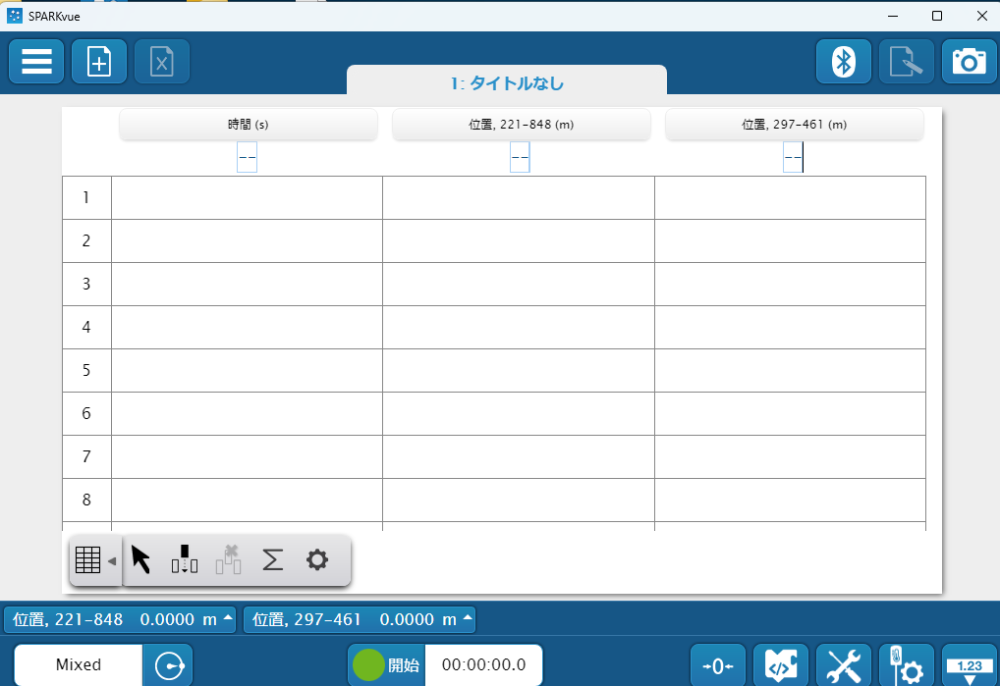 SPARKvue
1: タイトルなし
時間 (s)
位置, 221-848 (m)
位置, 297-461 (m)
--
--
--
1
2
3
4
5
6
7
8
位置, 221-848 0.0000 m
位置, 297-461 0.0000 m
Mixed
開始
00:00:00.0
→0←
1.23